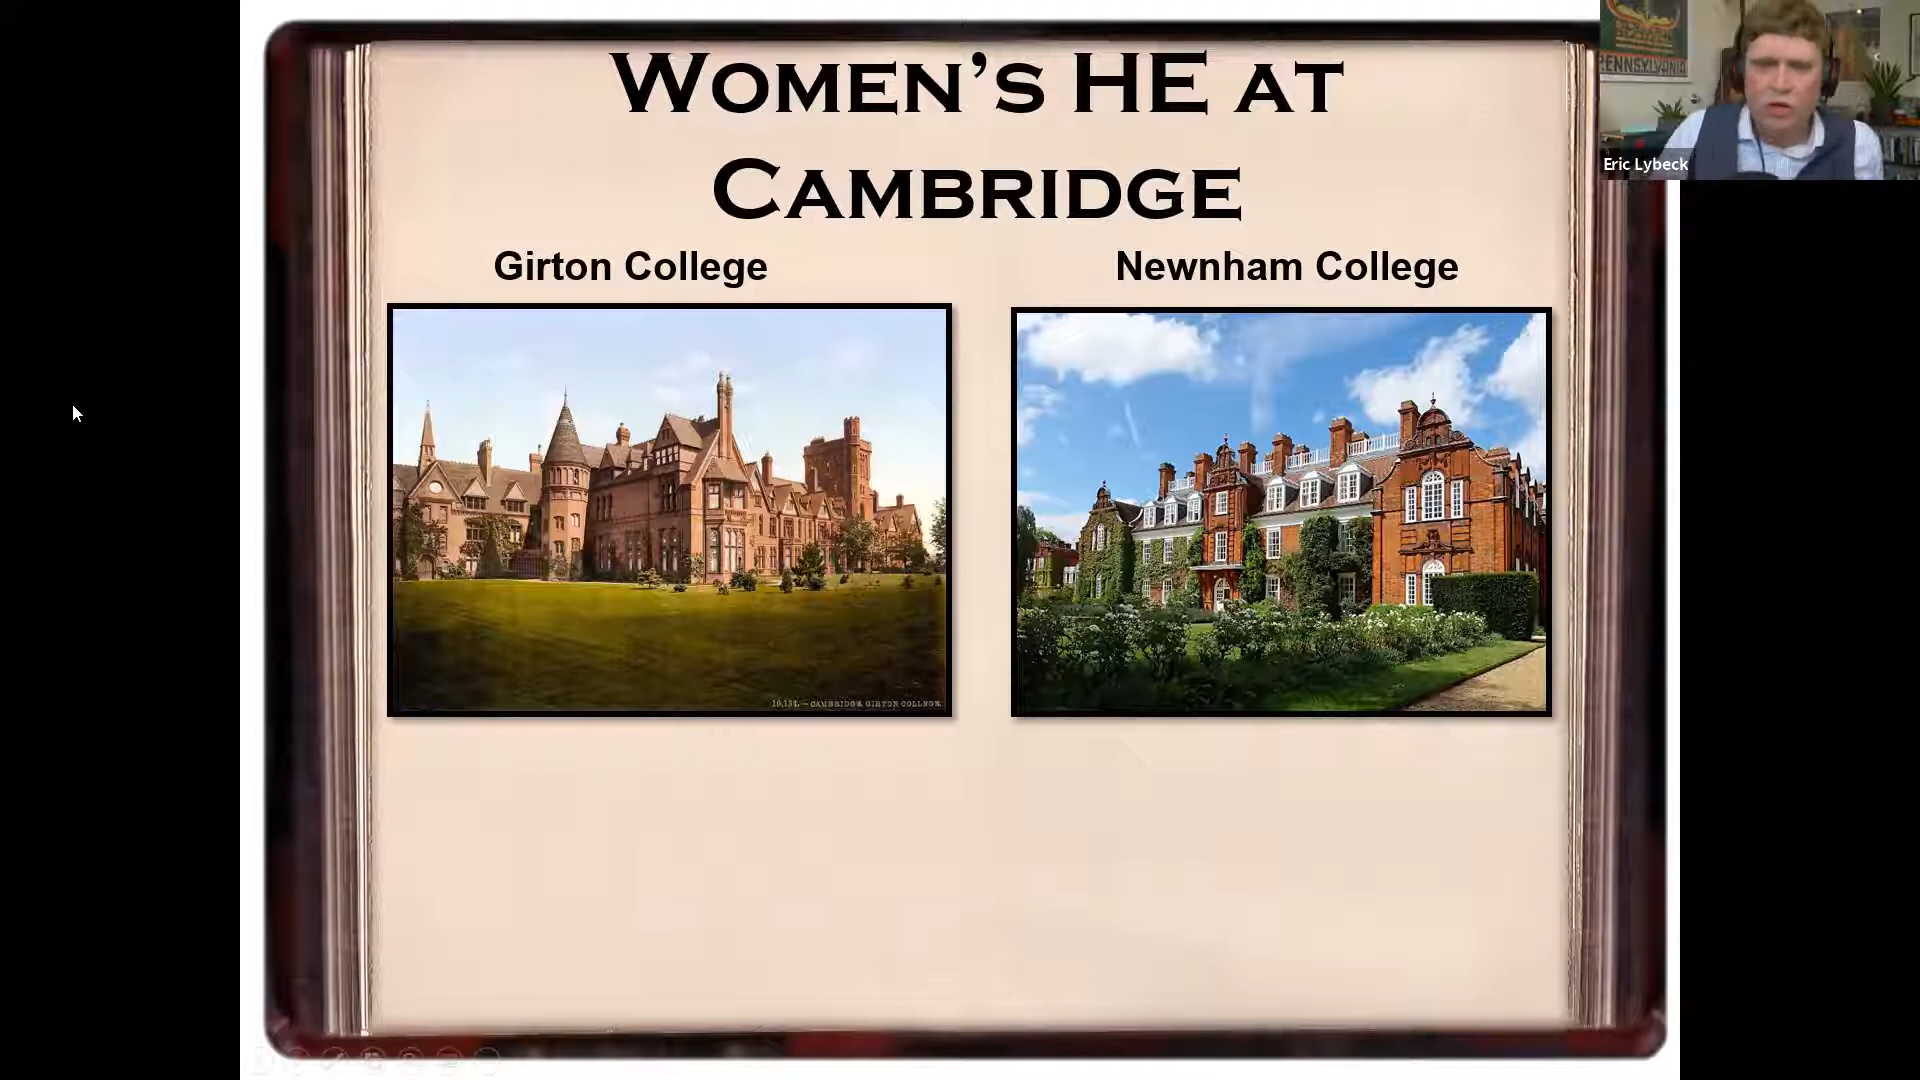 WOMEN'S HE AT
CAMBRIDGE
Girton College
Newnham College
10,134. – CAMBRIDGE GIRTON COLLEGE.
PENNSYLVANIA
Eric Lybeck